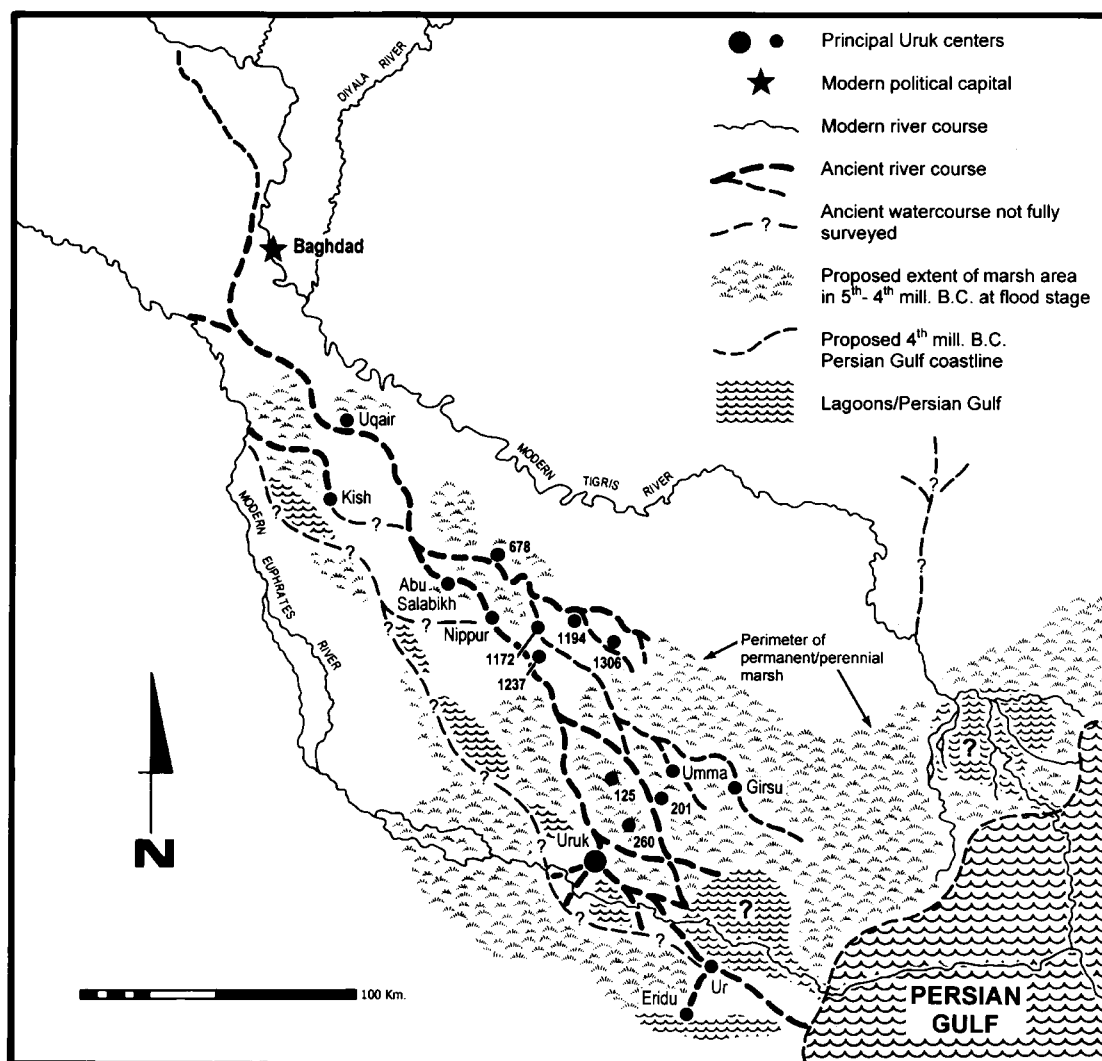 Principal Uruk centers
Modern political capital
Modern river course
Ancient river course
? Ancient watercourse not fully
surveyed
Proposed extent of marsh area
in 5th- 4th mill. B.C. at flood stage
Proposed 4th mill. B.C.
Persian Gulf coastline
Lagoons/Persian Gulf
DIYALA RIVER
Baghdad
Uqair
MODERN TIGRIS RIVER
Kish
MODERN EUPHRATES RIVER
?
?
?
?
?
678
Abu
Salabikh
Nippur
1194
1172
1306
1237
Perimeter of
permanent/perennial
marsh
?
?
?
?
Umma
Girsu
125
201
260
Uruk
?
?
?
?
Ur
Eridu
N
100 Km.
PERSIAN
GULF